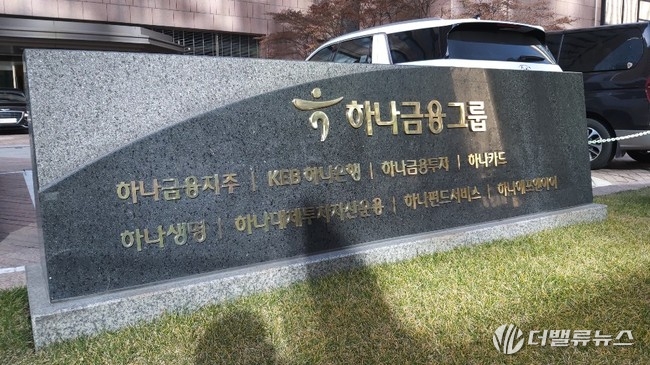 하나금융그룹
하나금융지주 | KEB 하나은행 | 하나금융투자 | 하나카드
하나생명 | 하나대체투자자산운용 | 하나펀드서비스 | 하나에프앤아이
더밸류뉴스